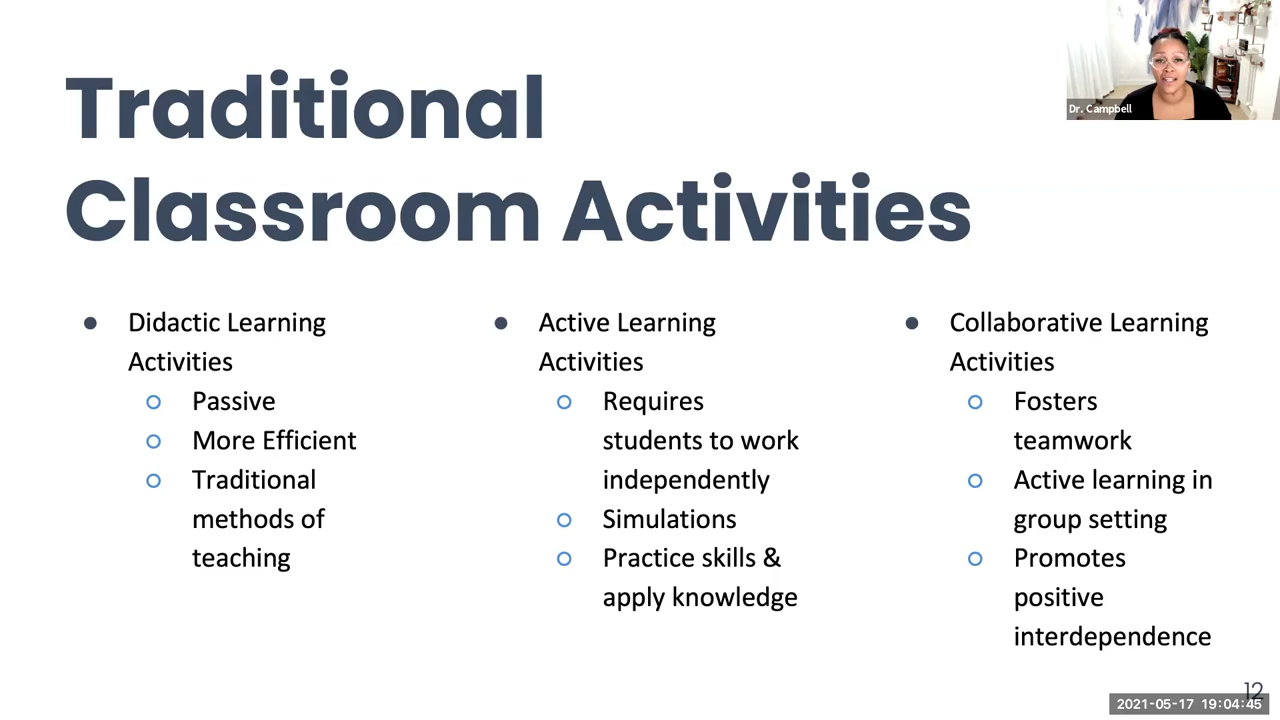 Traditional
Classroom Activities
Dr. Campbell
● Didactic Learning
Activities
○ Passive
○ More Efficient
○ Traditional
methods of
teaching
● Active Learning
Activities
○ Requires
students to work
independently
○ Simulations
○ Practice skills &
apply knowledge
● Collaborative Learning
Activities
○ Fosters
teamwork
○ Active learning in
group setting
○ Promotes
positive
interdependence
12
2021-05-17 19:04:45